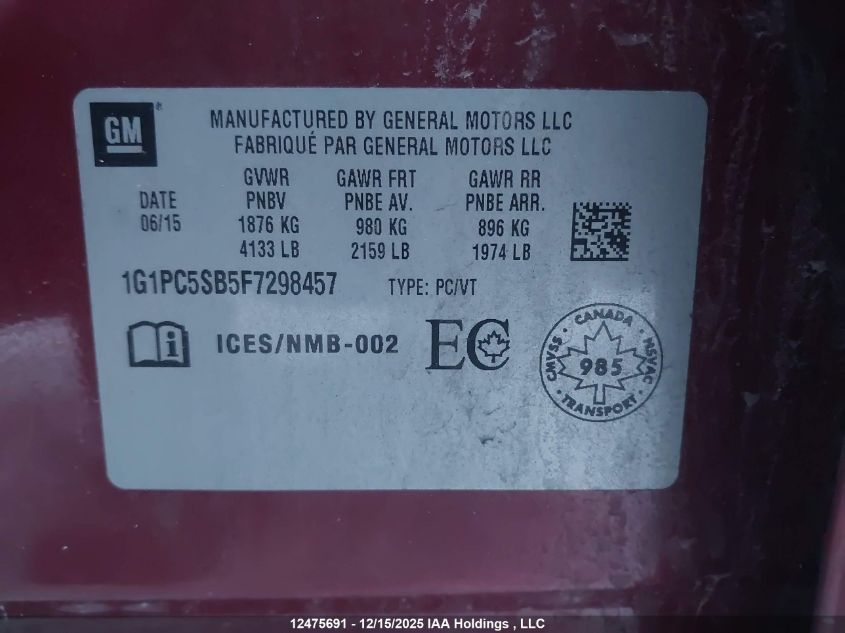 GM
®
MANUFACTURED BY GENERAL MOTORS LLC
FABRIQUÉ PAR GENERAL MOTORS LLC
DATE
06/15
GVWR
PNBV
1876 KG
4133 LB
GAWR FRT
PNBE AV.
980 KG
2159 LB
GAWR RR
PNBE ARR.
896 KG
1974 LB
1G1PC5SB5F7298457 TYPE: PC/VT
i ICES/NMB-002 EC
CANADA
CMVSS
985
NSVAC
TRANSPORT
12475691 - 12/15/2025 IAA Holdings , LLC